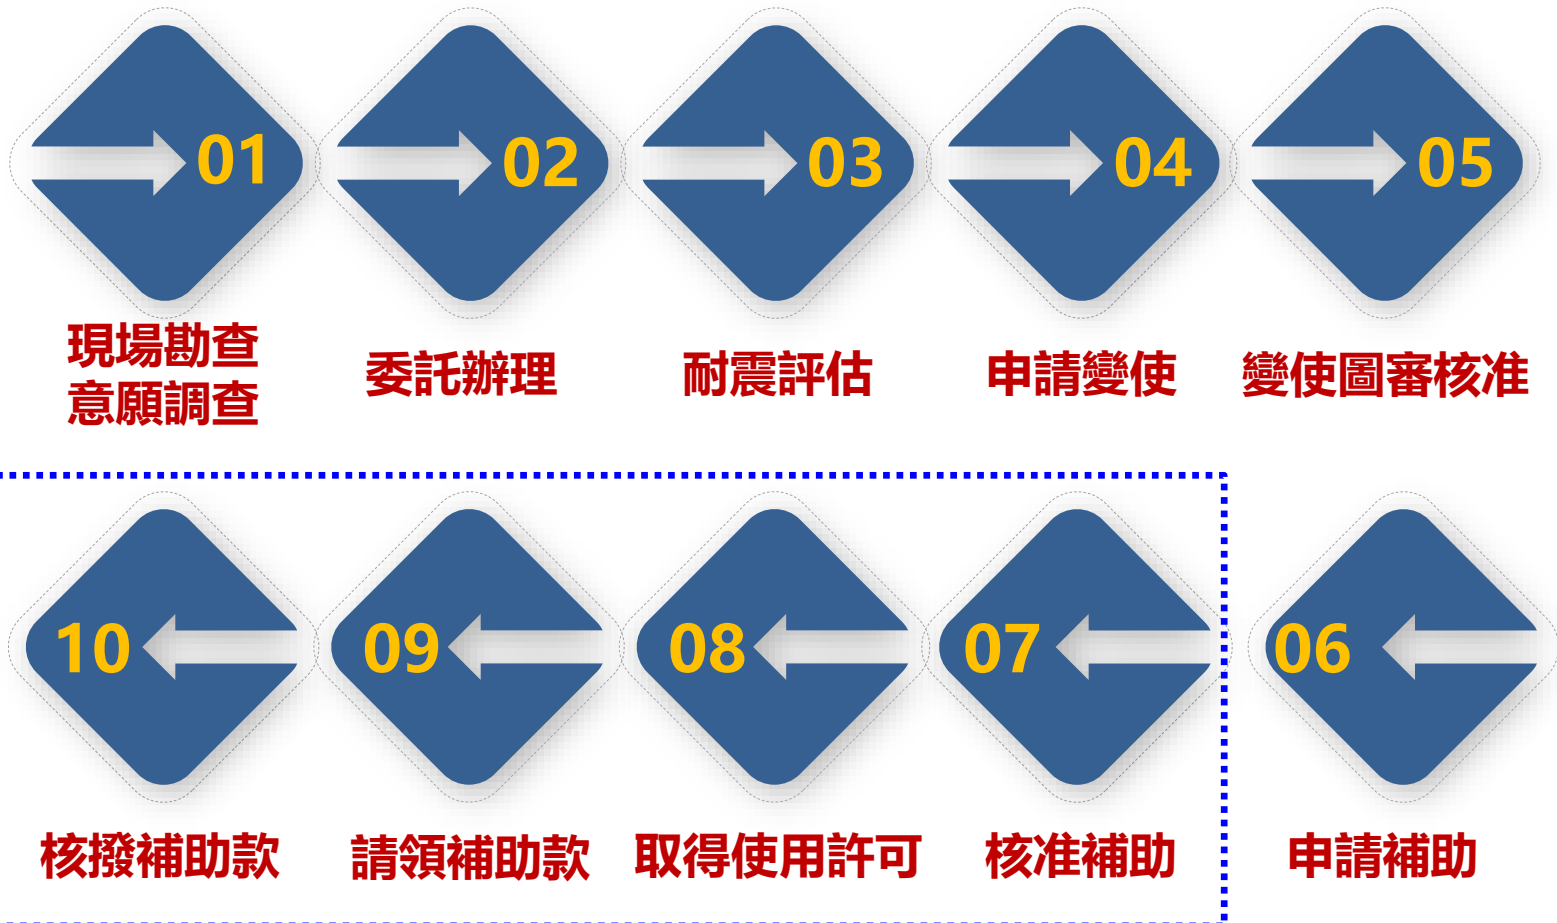 01
02
03
04
05
現場勘查
意願調查
委託辦理
耐震評估
申請變使
變使圖審核准
10
09
08
07
06
核撥補助款
請領補助款
取得使用許可
核准補助
申請補助